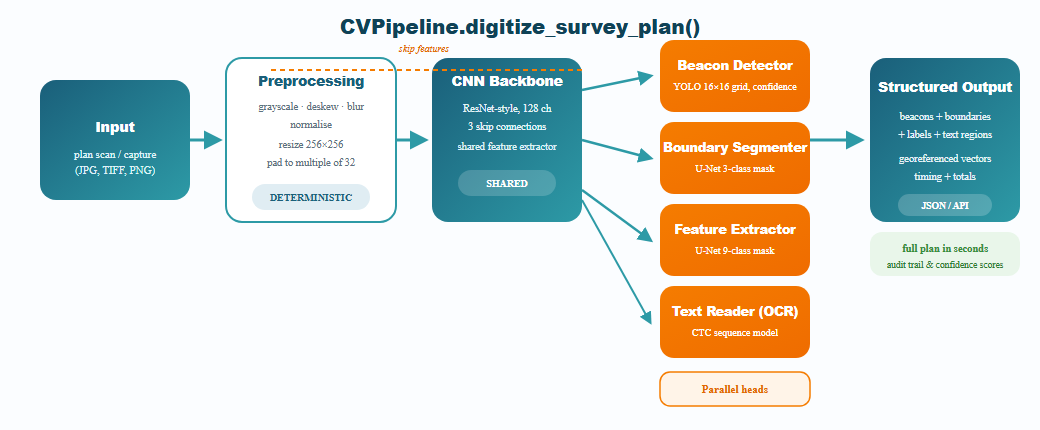 CVPipeline.digitize_survey_plan()
skip features
Input
plan scan / capture
(JPG, TIFF, PNG)
Preprocessing
grayscale · deskew · blur
normalise
resize 256×256
pad to multiple of 32
DETERMINISTIC
CNN Backbone
ResNet-style, 128 ch
3 skip connections
shared feature extractor
SHARED
Beacon Detector
YOLO 16×16 grid, confidence
Boundary Segmenter
U-Net 3-class mask
Feature Extractor
U-Net 9-class mask
Text Reader (OCR)
CTC sequence model
Parallel heads
Structured Output
beacons + boundaries
+ labels + text regions
georeferenced vectors
timing + totals
JSON / API
full plan in seconds
audit trail & confidence scores